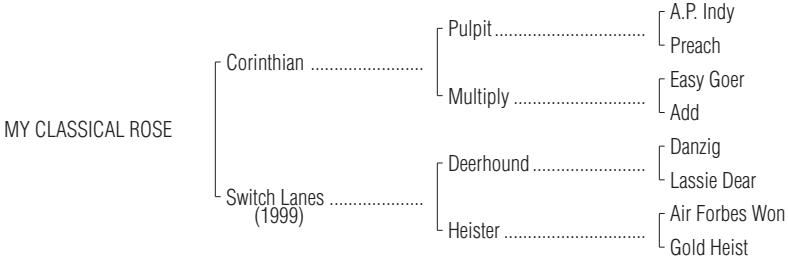 A.P. Indy
Pulpit..............................
Preach
Corinthian .......................
Easy Goer
Multiply ...........................
Add
MY CLASSICAL ROSE
Danzig
Deerhound.......................
Lassie Dear
Switch Lanes ...................
(1999)
Air Forbes Won
Heister .............................
Gold Heist